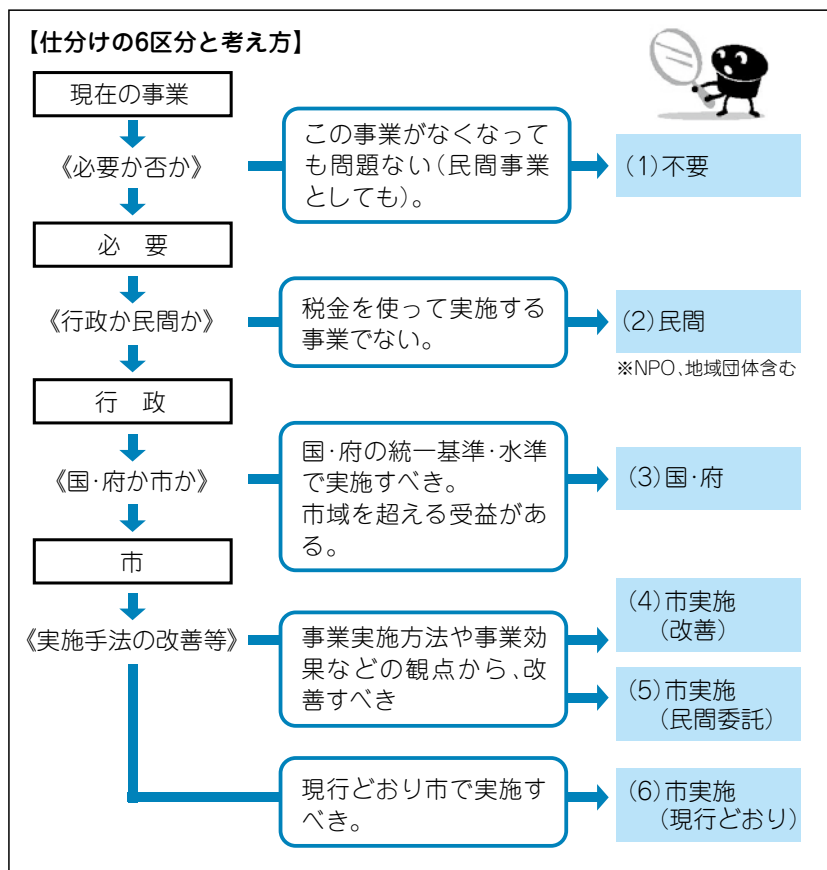 【仕分けの6区分と考え方】
現在の事業
《必要か否か》
この事業がなくなって
も問題ない(民間事業
としても)。
(1)不要
必　要
《行政か民間か》
税金を使って実施する
事業でない。
(2)民間
※NPO、地域団体含む
行　政
《国・府か市か》
国・府の統一基準・水準
で実施すべき。
市域を超える受益があ
る。
(3)国・府
市
《実施手法の改善等》
事業実施方法や事業効
果などの観点から、改
善すべき
(4)市実施
(改善)
(5)市実施
(民間委託)
現行どおり市で実施す
べき。
(6)市実施
(現行どおり)